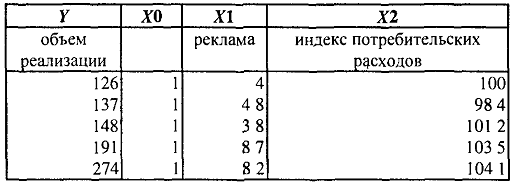 Y X0 X1 X2
объем реализации реклама индекс потребительских расходов
126 1 4 100
137 1 4 8 98 4
148 1 3 8 101 2
191 1 8 7 103 5
274 1 8 2 104 1